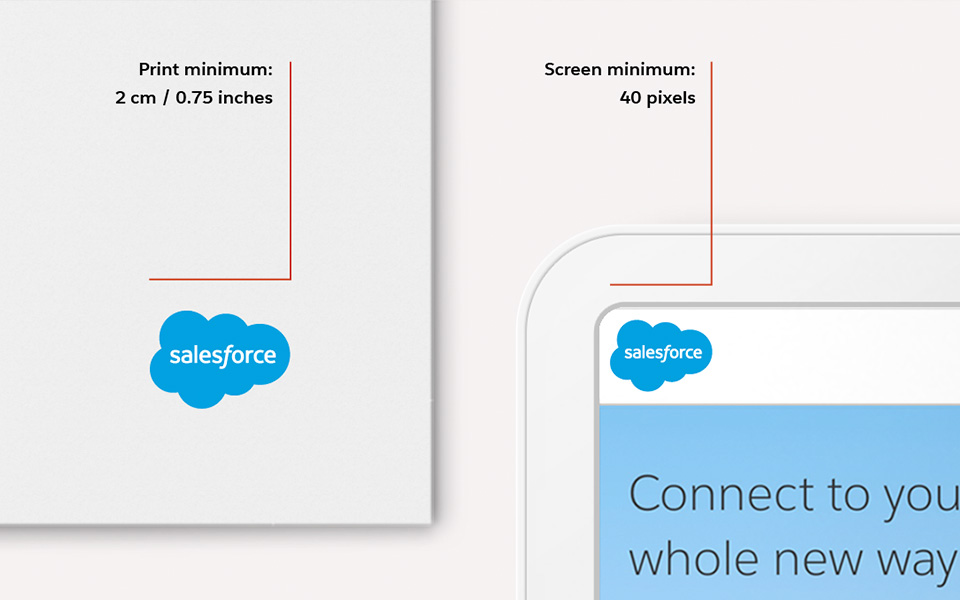 Print minimum:
2 cm / 0.75 inches
Screen minimum:
40 pixels
salesforce
salesforce
Connect to you
whole new way